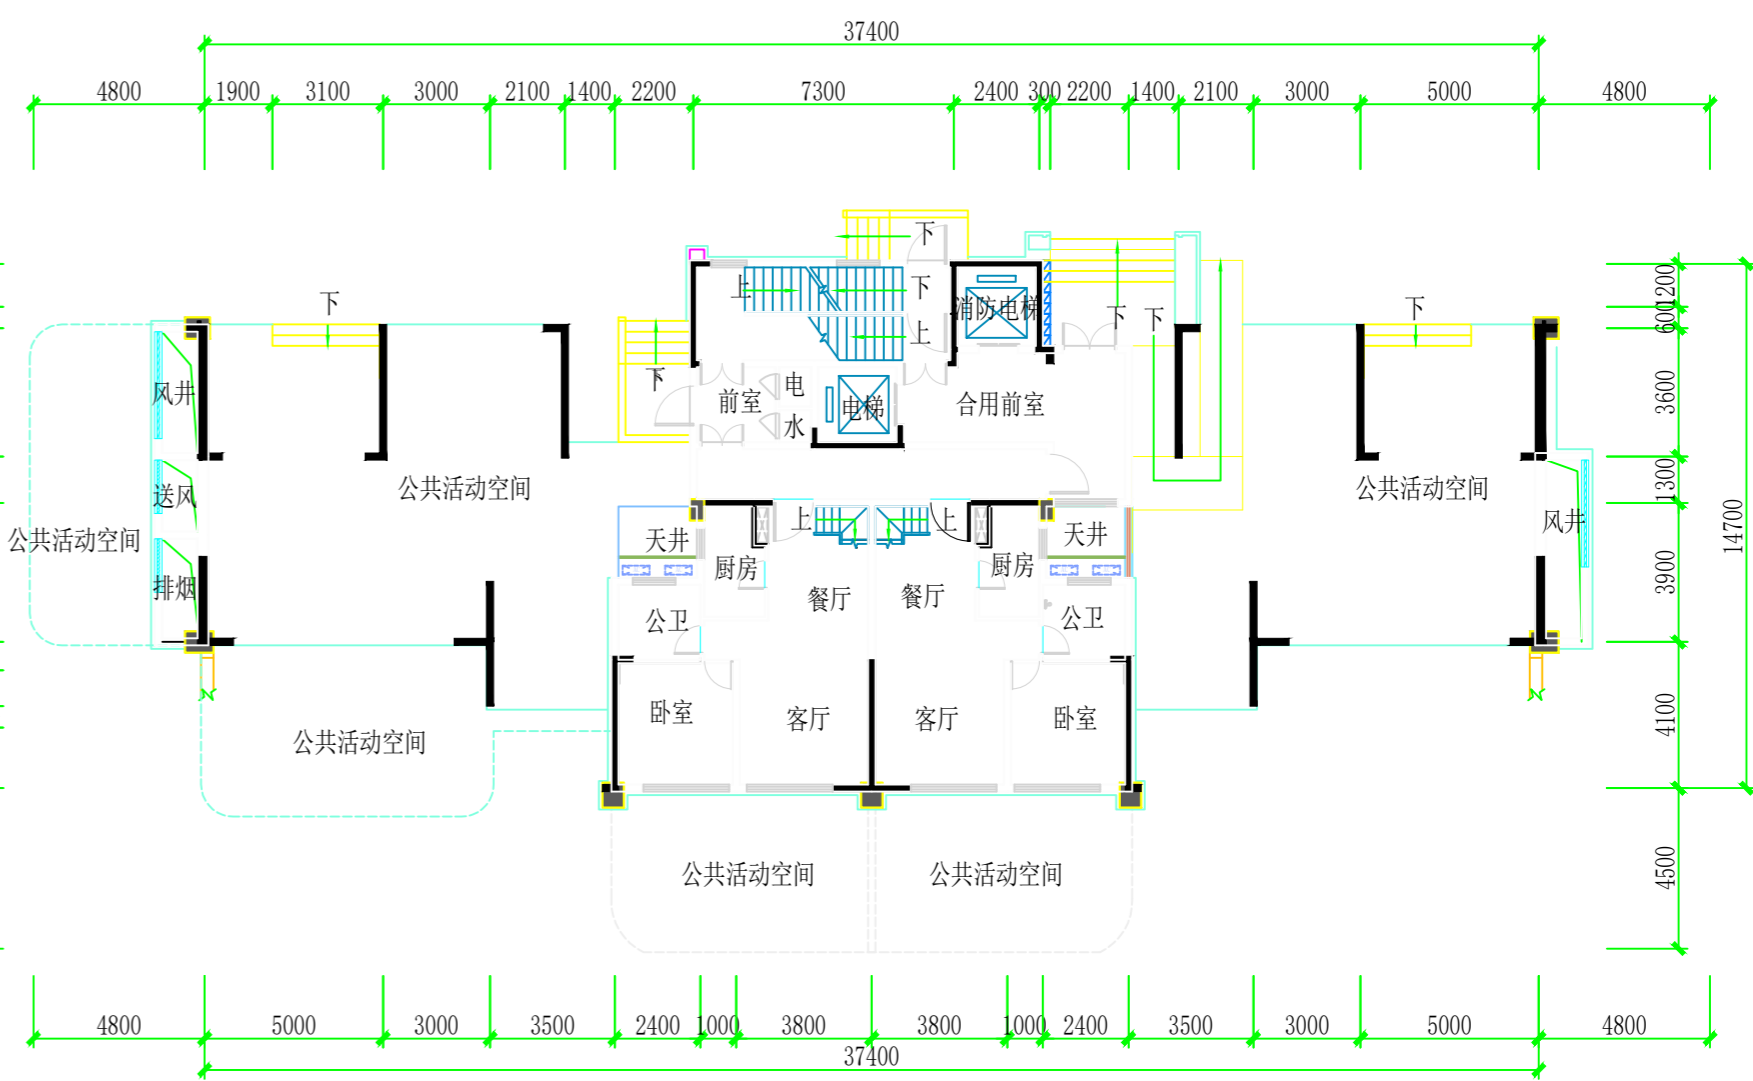 37400
4800 1900 3100 3000 2100 1400 2200 7300 2400 300 2200 1400 2100 3000 5000 4800
下
上 下
消防电梯
1200
下 下 下 下
600
上
下
风井 前室 电 电梯 合用前室 3600
水
公共活动空间 公共活动空间 1300
送风
上 上 风井
公共活动空间 天井 天井 14700
厨房 厨房
排烟 餐厅 餐厅 3900
公卫 公卫
卧室 客厅 客厅 卧室 4100
公共活动空间
公共活动空间 公共活动空间 4500
4800 5000 3000 3500 2400 1000 3800 3800 1000 2400 3500 3000 5000 4800
37400